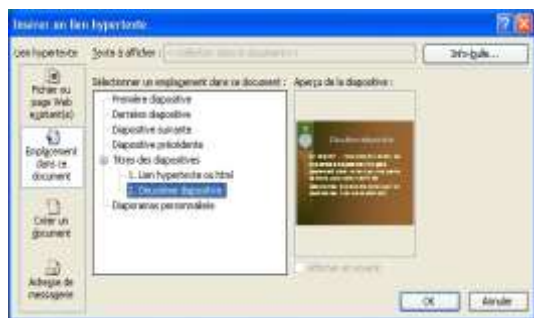 Insérer un lien hypertexte
Lien hypertexte
Texte à afficher :
Info-bulle...
Fichier ou
page Web
existant(e)
Emplacement
dans ce
document
Créer un
document
Adresse de
messagerie
Sélectionner un emplacement dans ce document :
Première diapositive
Dernière diapositive
Diapositive suivante
Diapositive précédente
Titres des diapositives
1. Lien hypertexte ou html
2. Deuxième diapositive
Diaporamas personnalisés
Aperçu de la diapositive :
Deuxième diapositive
OK
Annuler